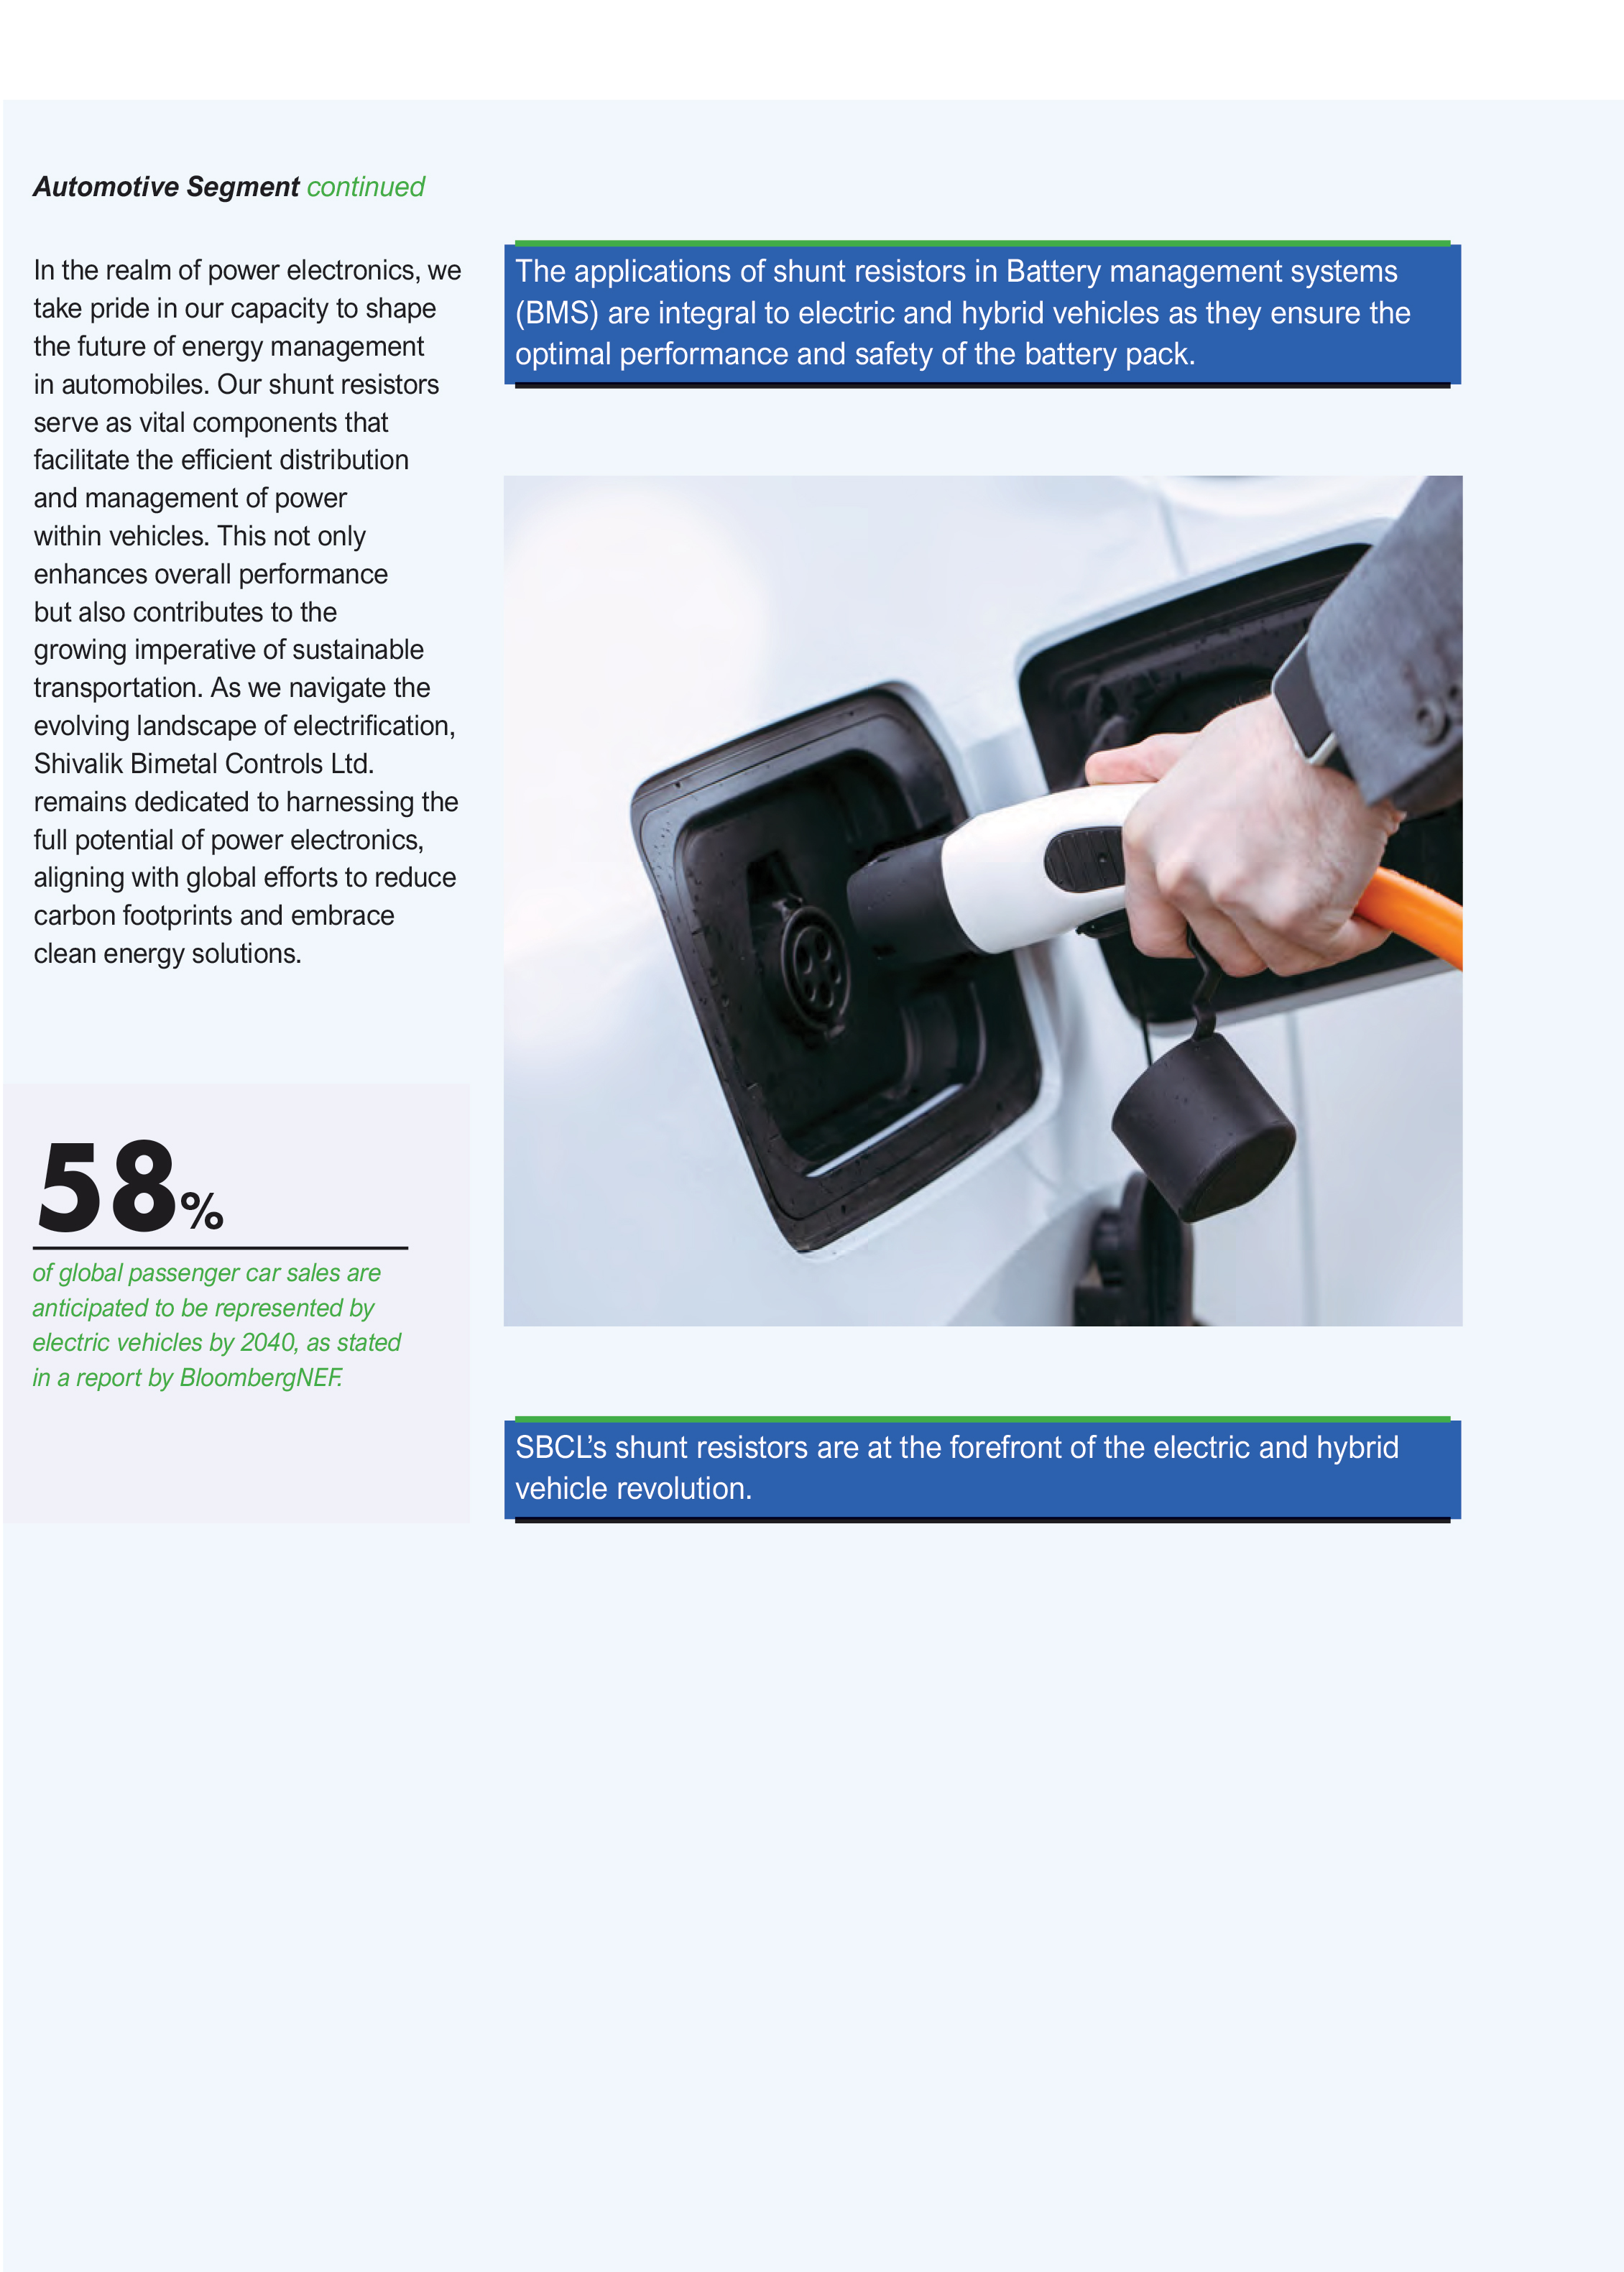 Automotive Segment continued
In the realm of power electronics, we
take pride in our capacity to shape
the future of energy management
in automobiles. Our shunt resistors
serve as vital components that
facilitate the efficient distribution
and management of power
within vehicles. This not only
enhances overall performance
but also contributes to the
growing imperative of sustainable
transportation. As we navigate the
evolving landscape of electrification,
Shivalik Bimetal Controls Ltd.
remains dedicated to harnessing the
full potential of power electronics,
aligning with global efforts to reduce
carbon footprints and embrace
clean energy solutions.
58%
of global passenger car sales are
anticipated to be represented by
electric vehicles by 2040, as stated
in a report by BloombergNEF.
The applications of shunt resistors in Battery management systems
(BMS) are integral to electric and hybrid vehicles as they ensure the
optimal performance and safety of the battery pack.
SBCL’s shunt resistors are at the forefront of the electric and hybrid
vehicle revolution.